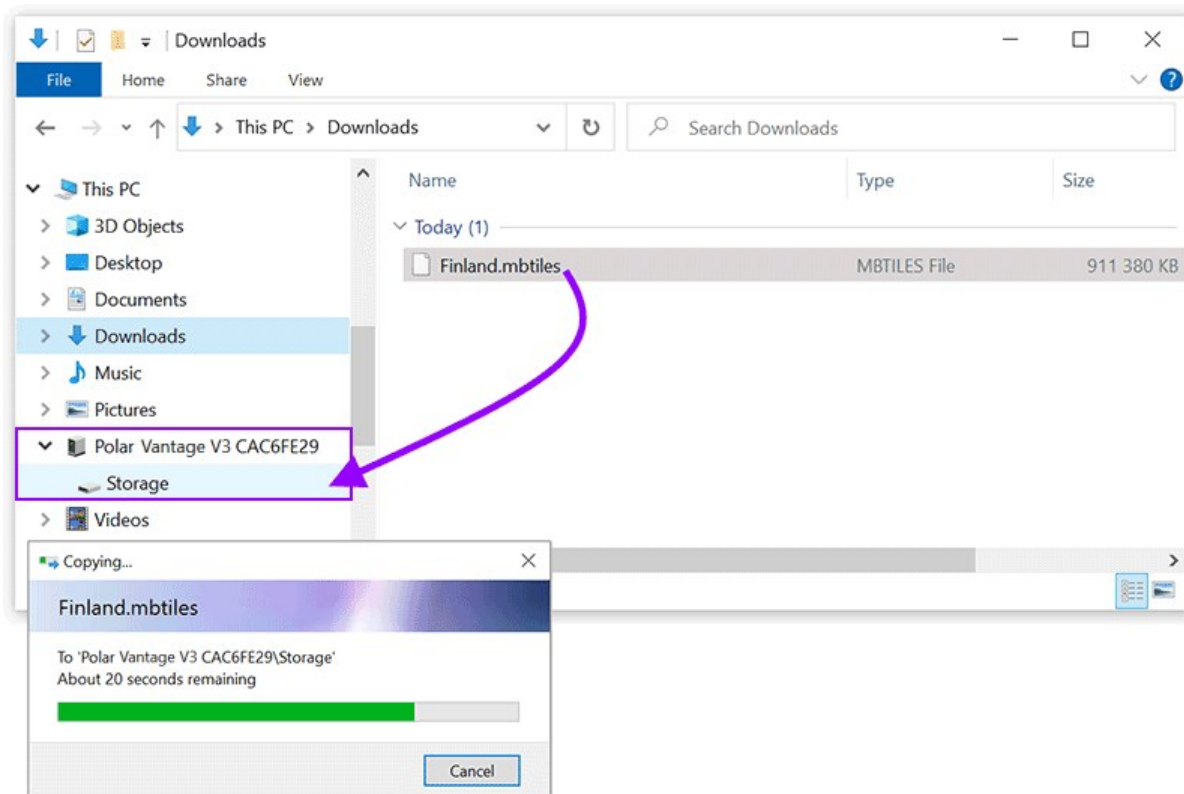 Downloads
File Home Share View
This PC > Downloads
Search Downloads
This PC
3D Objects
Desktop
Documents
Downloads
Music
Pictures
Polar Vantage V3 CAC6FE29
Storage
Videos
Name Type Size
Today (1)
Finland.mbtiles MBTILES File 911 380 KB
Copying...
Finland.mbtiles
To 'Polar Vantage V3 CAC6FE29\Storage'
About 20 seconds remaining
Cancel